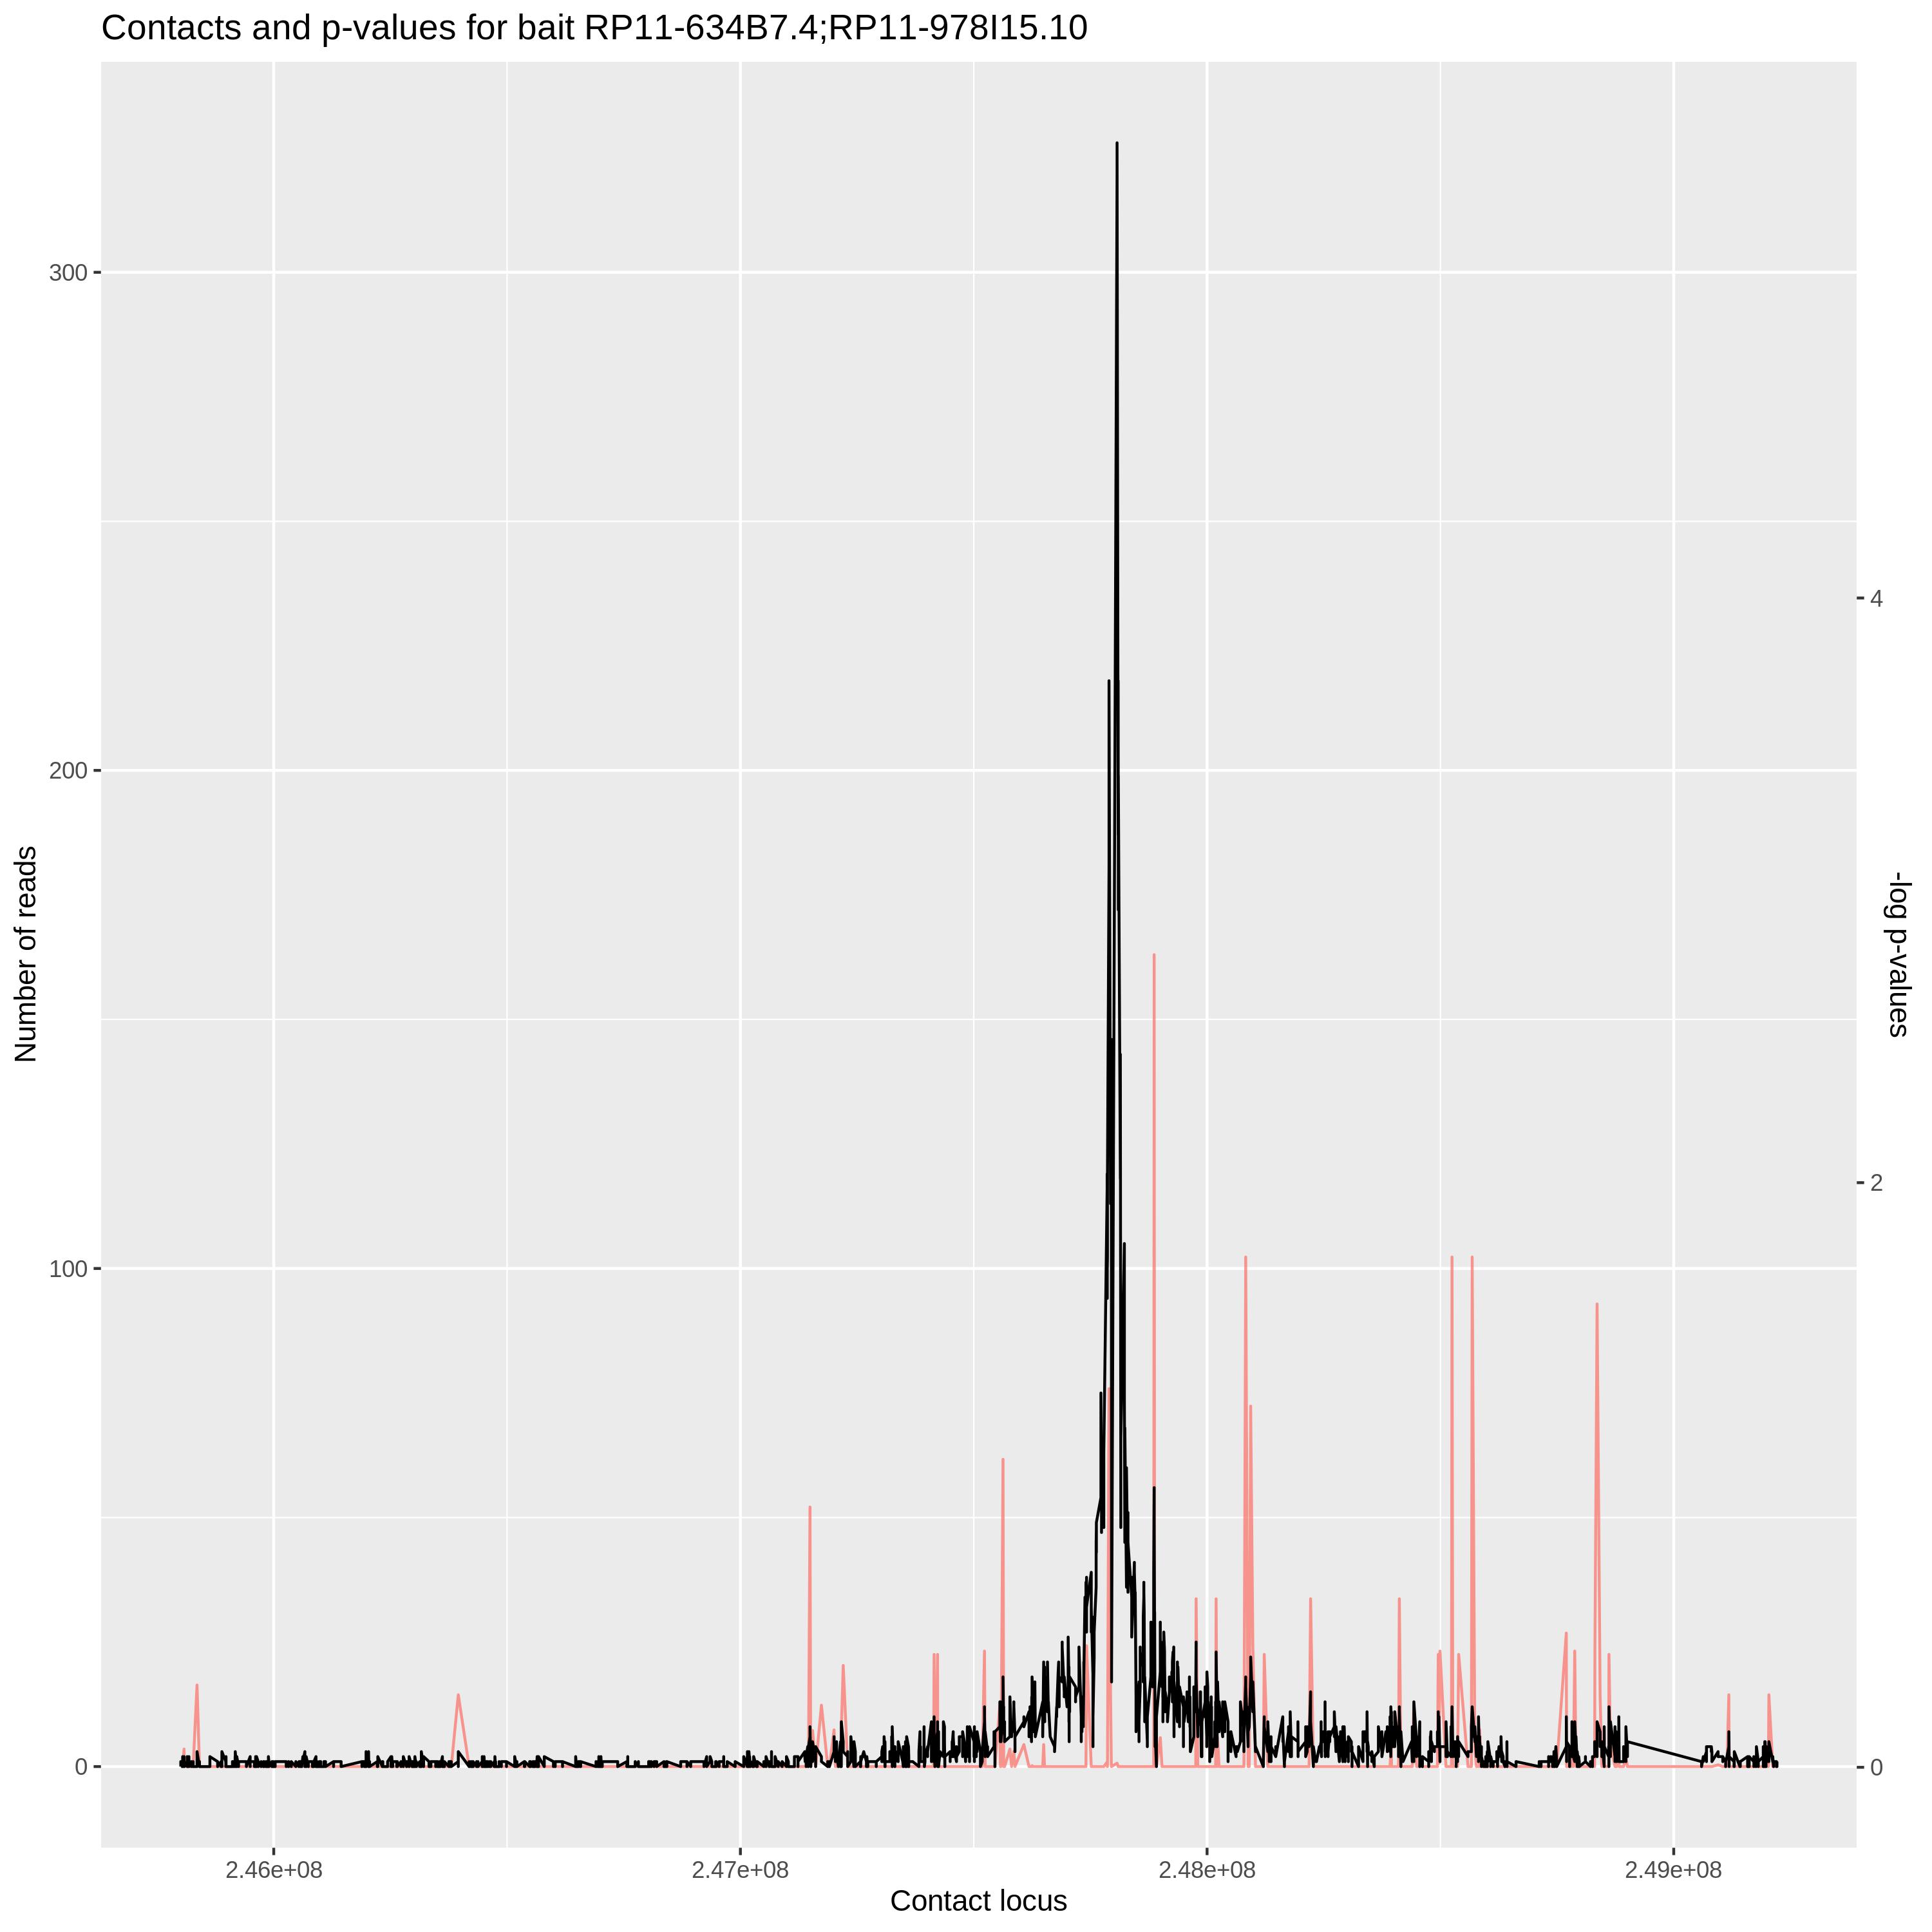 Contacts and p-values for bait RP11-634B7.4;RP11-978I15.10
300
200
100
0
Number of reads
4
2
0
-log p-values
2.46e+08
2.47e+08
2.48e+08
2.49e+08
Contact locus